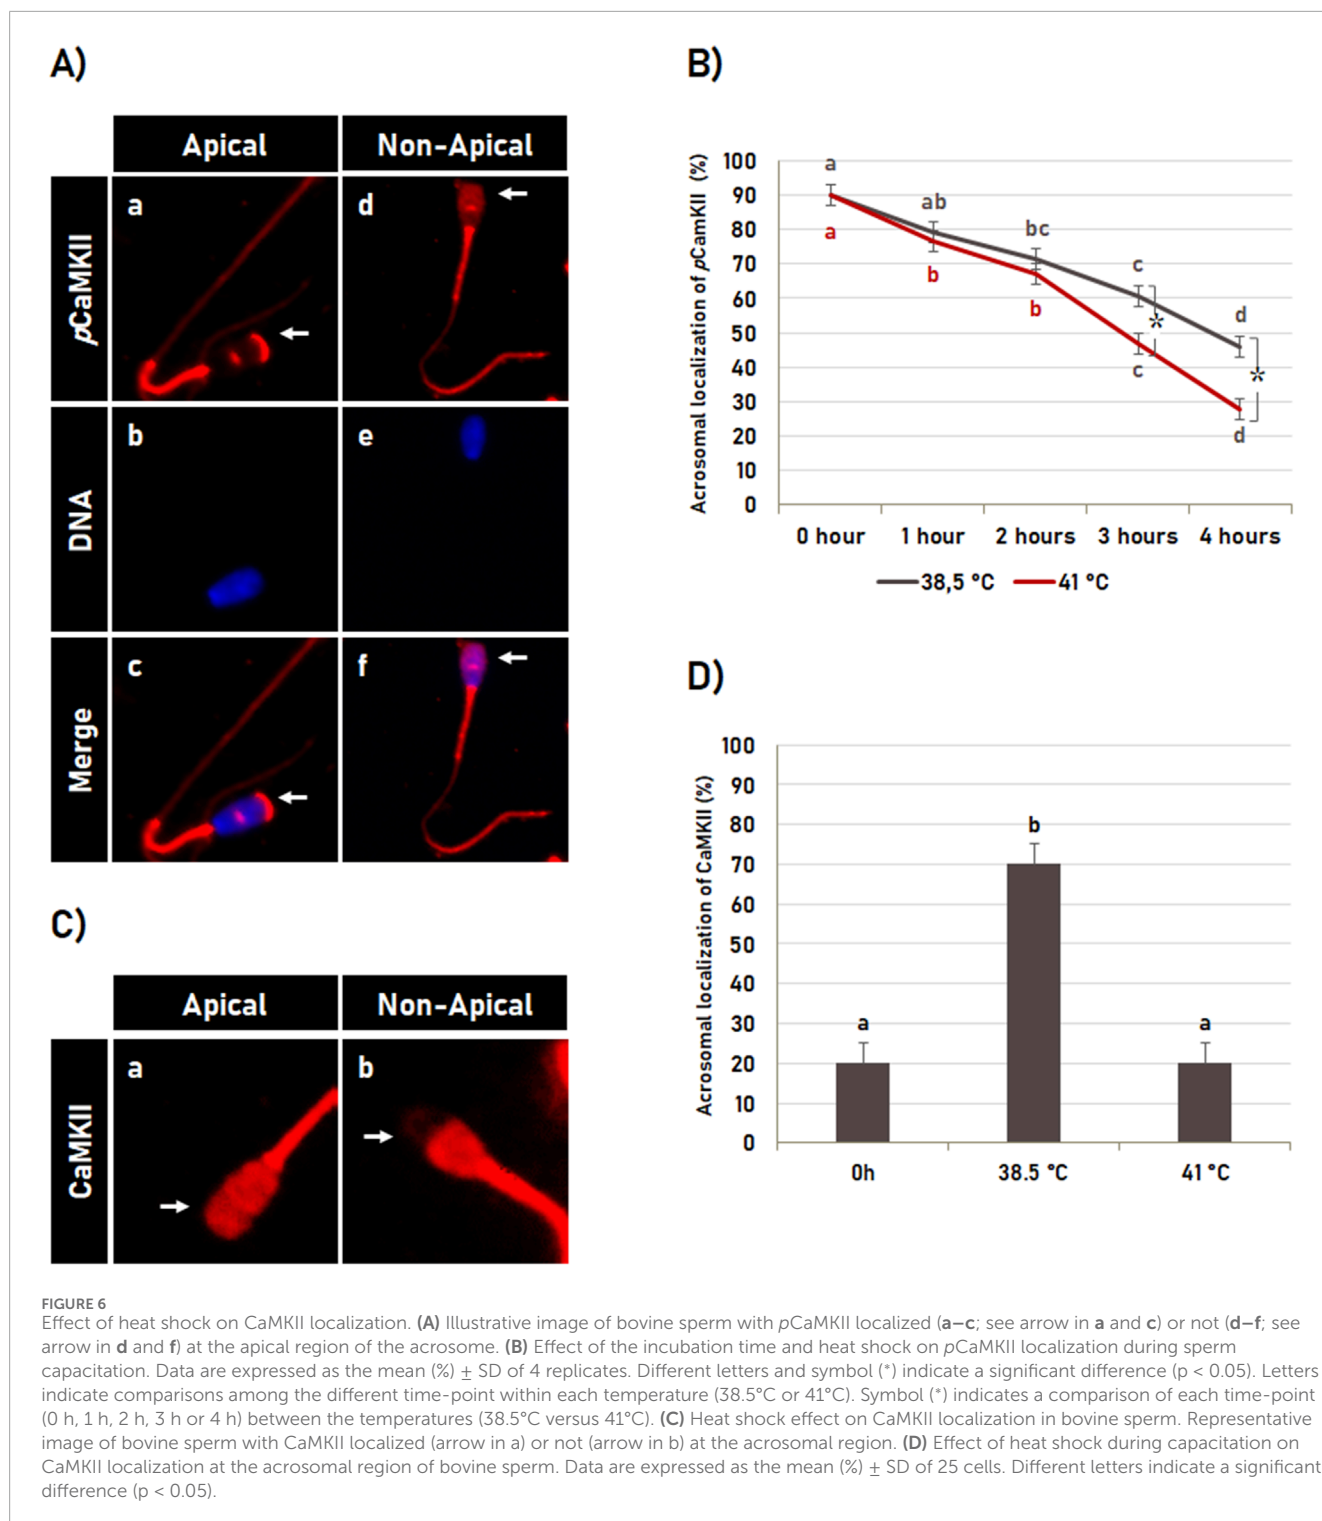 A)
Apical Non-Apical
pCaMKII
a d
DNA
b e
Merge
c f
B)
Acrosomal localization of pCamKII (%)
100
90
80
70
60
50
40
30
20
10
0
a
ab
bc
c
d
a
b
b
c
d
*
*
0 hour 1 hour 2 hours 3 hours 4 hours
38,5 °C 41 °C
C)
Apical Non-Apical
CaMKII
a b
D)
Acrosomal localization of CaMKII (%)
100
90
80
70
60
50
40
30
20
10
0
a b a
0h 38.5 °C 41 °C
FIGURE 6
Effect of heat shock on CaMKII localization. (A) Illustrative image of bovine sperm with pCaMKII localized (a–c; see arrow in a and c) or not (d–f; see
arrow in d and f) at the apical region of the acrosome. (B) Effect of the incubation time and heat shock on pCaMKII localization during sperm
capacitation. Data are expressed as the mean (%) ± SD of 4 replicates. Different letters and symbol (*) indicate a significant difference (p < 0.05). Letters
indicate comparisons among the different time-point within each temperature (38.5°C or 41°C). Symbol (*) indicates a comparison of each time-point
(0 h, 1 h, 2 h, 3 h or 4 h) between the temperatures (38.5°C versus 41°C). (C) Heat shock effect on CaMKII localization in bovine sperm. Representative
image of bovine sperm with CaMKII localized (arrow in a) or not (arrow in b) at the acrosomal region. (D) Effect of heat shock during capacitation on
CaMKII localization at the acrosomal region of bovine sperm. Data are expressed as the mean (%) ± SD of 25 cells. Different letters indicate a significant
difference (p < 0.05).